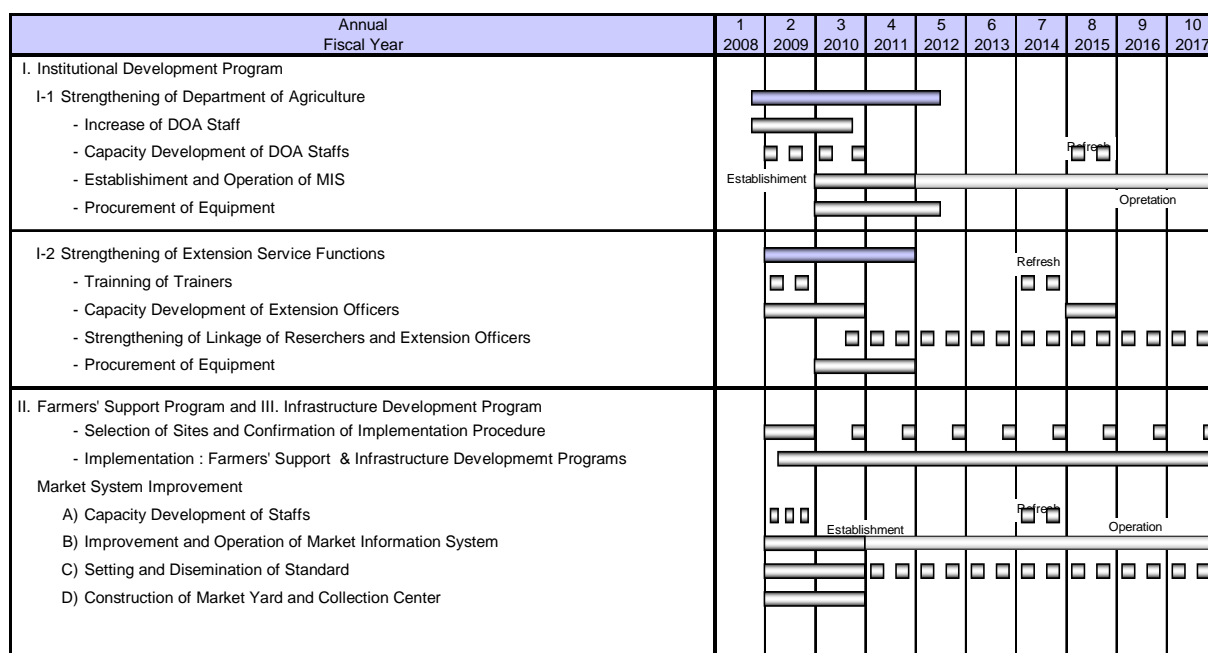 Annual 1 2 3 4 5 6 7 8 9 10
Fiscal Year 2008 2009 2010 2011 2012 2013 2014 2015 2016 2017
I. Institutional Development Program
I-1 Strengthening of Department of Agriculture
- Increase of DOA Staff
- Capacity Development of DOA Staffs Refresh
- Establishiment and Operation of MIS Establishiment
- Procurement of Equipment Opretation
I-2 Strengthening of Extension Service Functions
Refresh
- Trainning of Trainers
- Capacity Development of Extension Officers
- Strengthening of Linkage of Reserchers and Extension Officers
- Procurement of Equipment
II. Farmers' Support Program and III. Infrastructure Development Program
- Selection of Sites and Confirmation of Implementation Procedure
- Implementation : Farmers' Support & Infrastructure Developmemt Programs
Market System Improvement
A) Capacity Development of Staffs Refresh
Establishment Operation
B) Improvement and Operation of Market Information System
C) Setting and Disemination of Standard
D) Construction of Market Yard and Collection Center